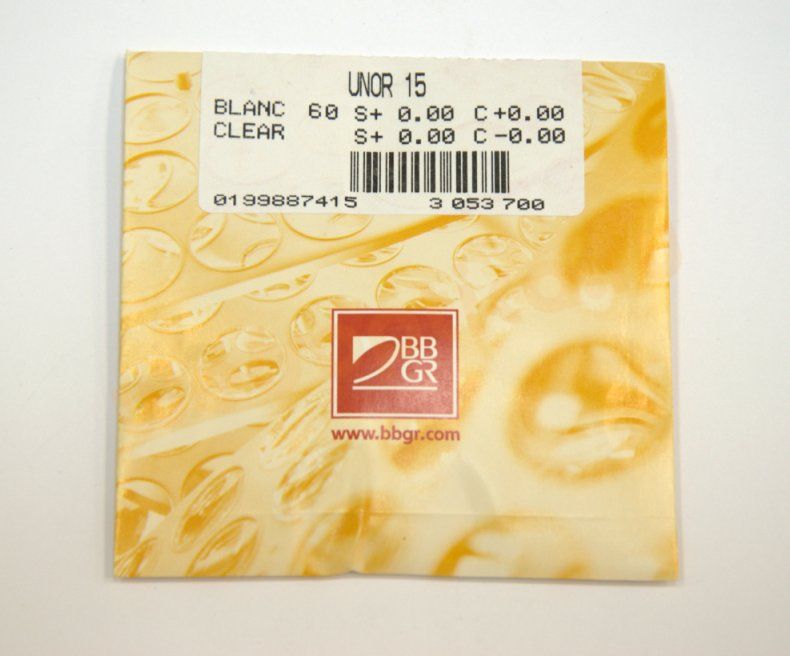 UNOR 15
BLANC 60 S+ 0.00 C+0.00
CLEAR S+ 0.00 C-0.00
0199887415 3 053 700
BB
GR
www.bbgr.com